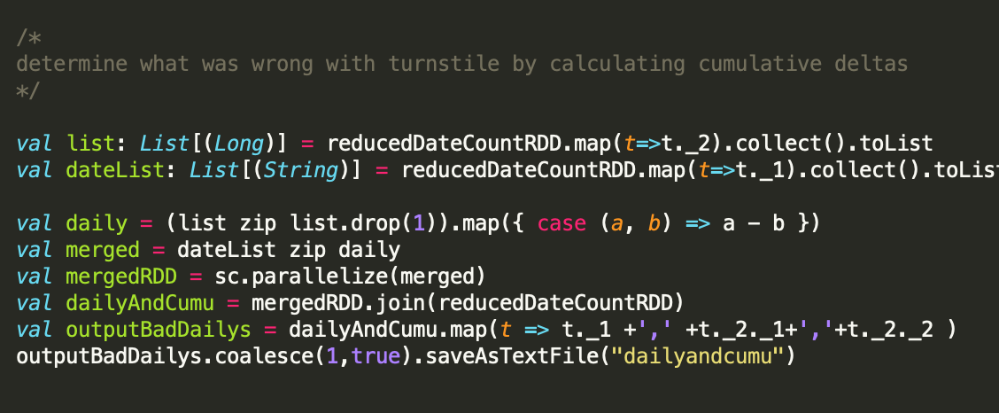 /*
determine what was wrong with turnstile by calculating cumulative deltas
*/
val list: List[(Long)] = reducedDateCountRDD.map(t=>t._2).collect().toList
val dateList: List[(String)] = reducedDateCountRDD.map(t=>t._1).collect().toLis
val daily = (list zip list.drop(1)).map({ case (a, b) => a - b })
val merged = dateList zip daily
val mergedRDD = sc.parallelize(merged)
val dailyAndCumu = mergedRDD.join(reducedDateCountRDD)
val outputBadDailys = dailyAndCumu.map(t => t._1 +',' +t._2._1+','+t._2._2 )
outputBadDailys.coalesce(1,true).saveAsTextFile("dailyandcumu")